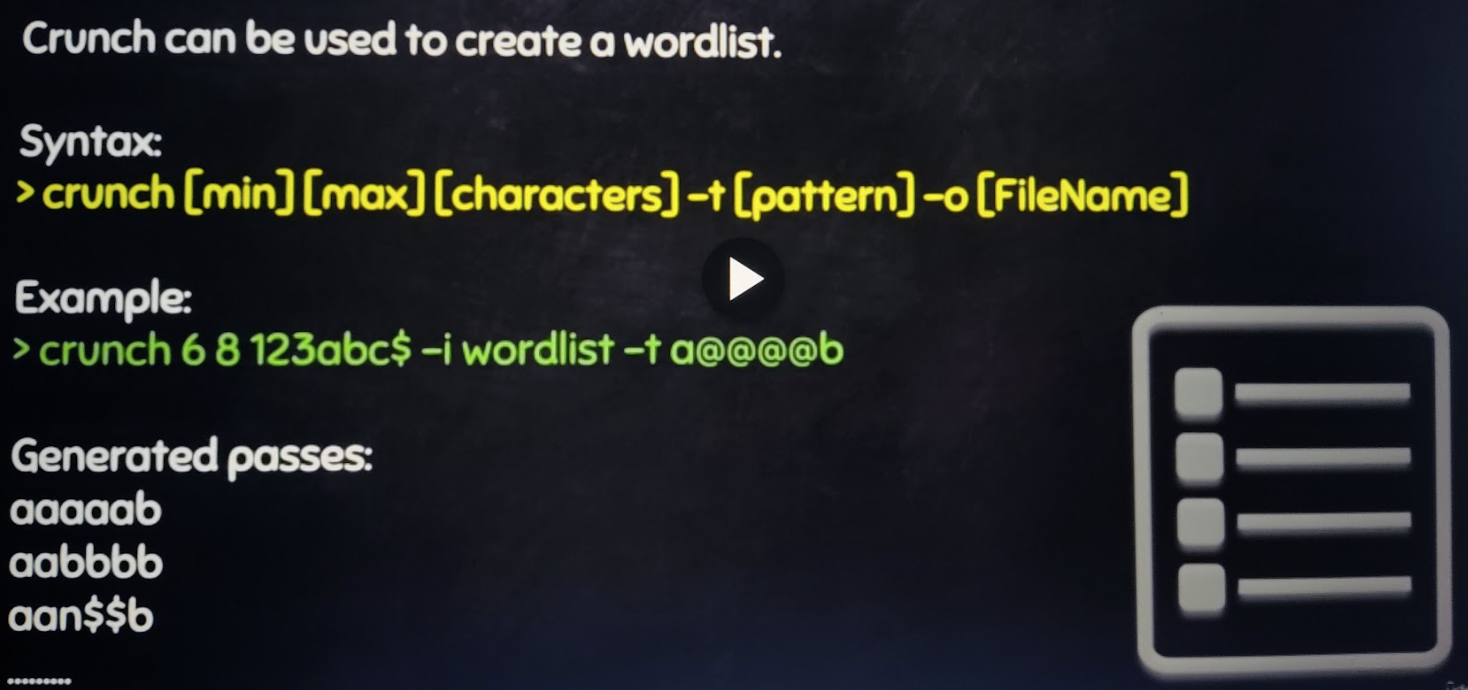 Crunch can be used to create a wordlist.
Syntax:
> crunch [min] [max] [characters] -t [pattern] -o [FileName]
Example:
> crunch 6 8 123abc$ -i wordlist -t a@@@@b
Generated passes:
aaaaab
aabbbb
aan$$b
.........